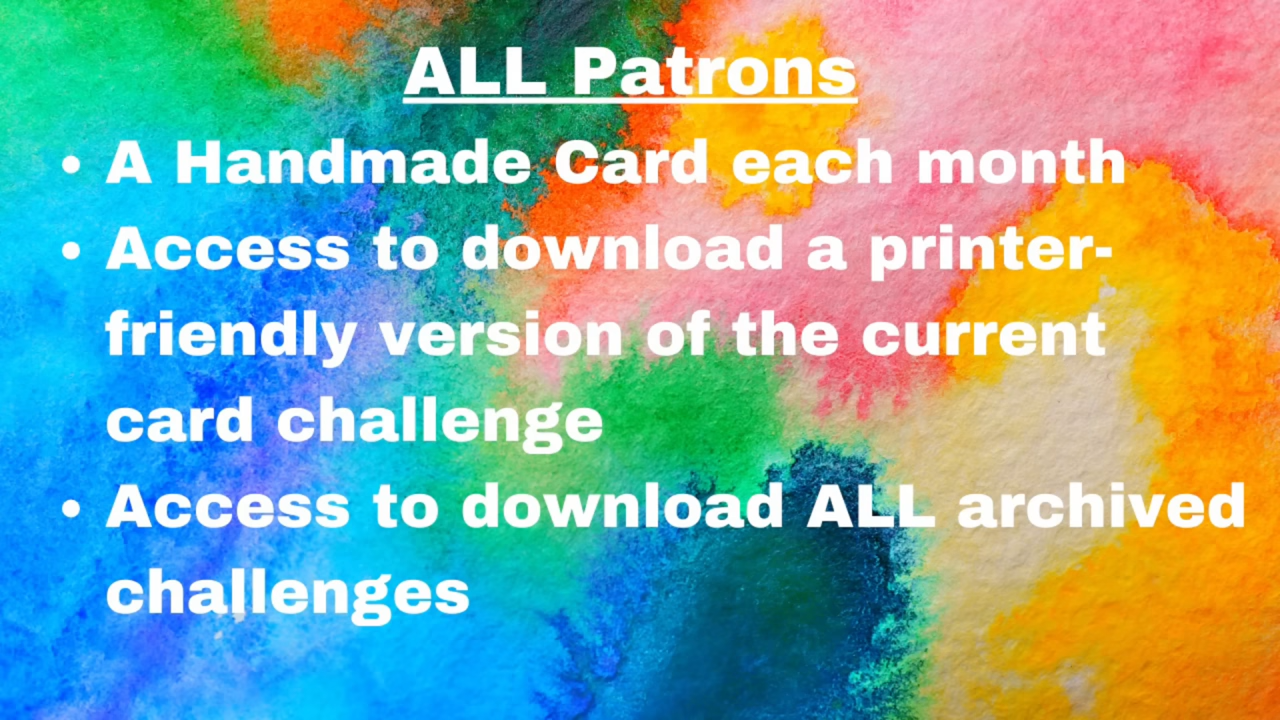 ALL Patrons
• A Handmade Card each month
• Access to download a printer-
friendly version of the current
card challenge
• Access to download ALL archived
challenges